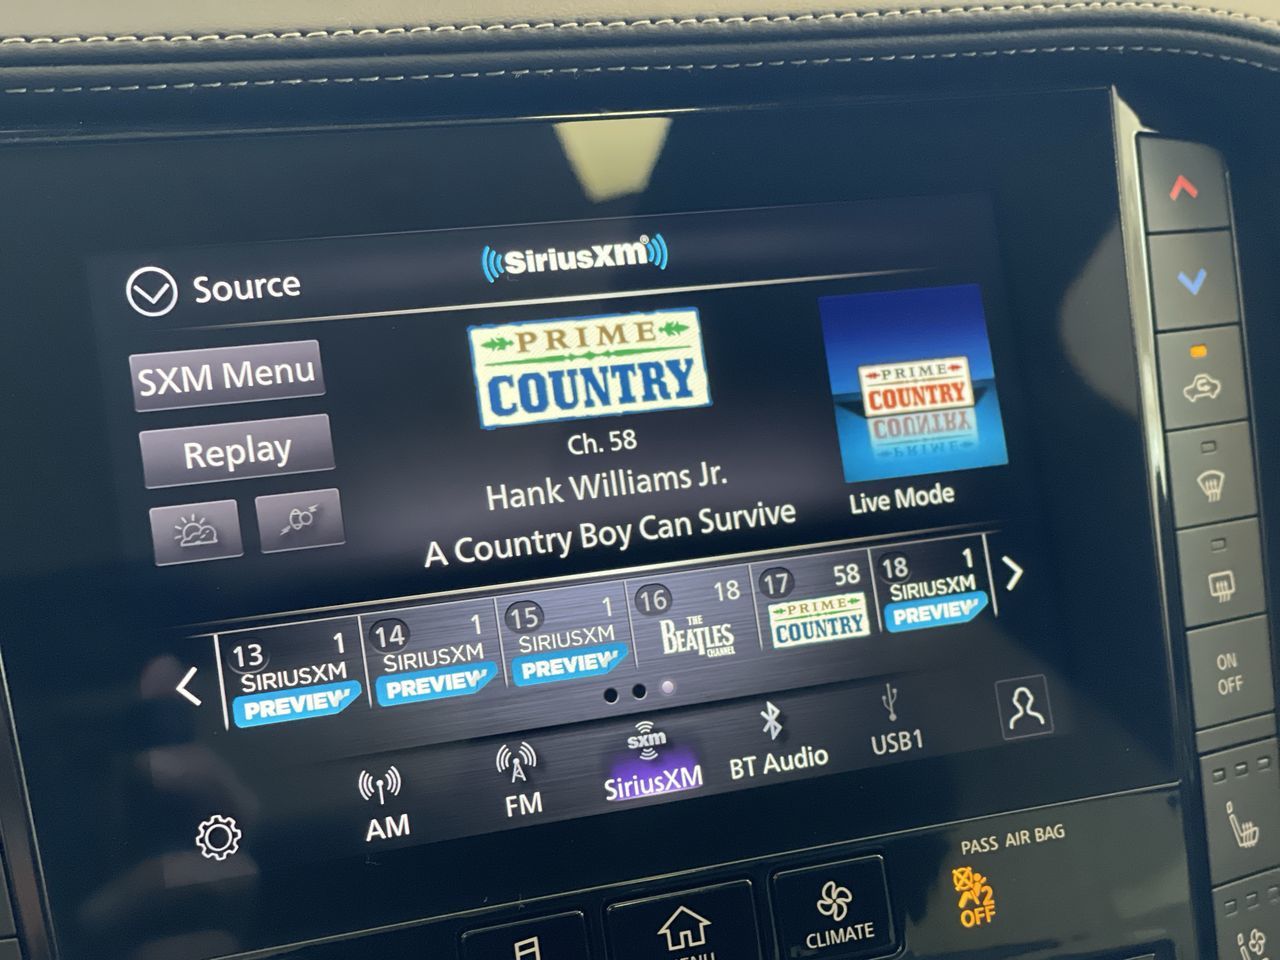 Source
SiriusXM®
SXM Menu
Replay
PRIME
COUNTRY
Ch. 58
Hank Williams Jr.
A Country Boy Can Survive
PRIME
COUNTRY
Live Mode
13 1
SIRIUSXM
PREVIEW
14 1
SIRIUSXM
PREVIEW
15 1
SIRIUSXM
PREVIEW
16 18
THE
BEATLES
CHANNEL
17 58
PRIME
COUNTRY
18 1
SIRIUSXM
PREVIEW
AM
FM
sxm
SiriusXM
BT Audio
USB1
ON
OFF
PASS AIR BAG
2
OFF
MENU
CLIMATE